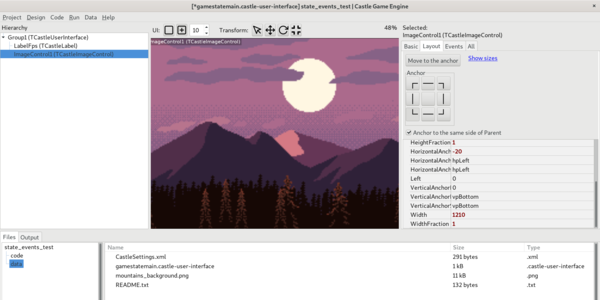 [*gamestatemain.castle-user-interface] state_events_test | Castle Game Engine
Project Design Code Run Data Help
Hierarchy
Group1 (TCastleUserInterface)
LabelFps (TCastleLabel)
ImageControl1 (TCastleImageControl)
UI: 10 Transform: 48%
ImageControl1 (TCastleImageControl)
Selected:
ImageControl1 (TCastleImageControl)
Basic Layout Events All
Move to the anchor Show sizes
Anchor
Anchor to the same side of Parent
HeightFraction 1
HorizontalAnch -20
HorizontalAnch hpLeft
HorizontalAnch hpLeft
Left 0
VerticalAnchor 0
VerticalAnchor vpBottom
VerticalAnchor vpBottom
Width 1210
WidthFraction 1
Files Output
state_events_test
code
data
Name Size Type
CastleSettings.xml 291 bytes .xml
gamestatemain.castle-user-interface 1 kB .castle-user-interface
mountains_background.png 11 kB .png
README.txt 132 bytes .txt